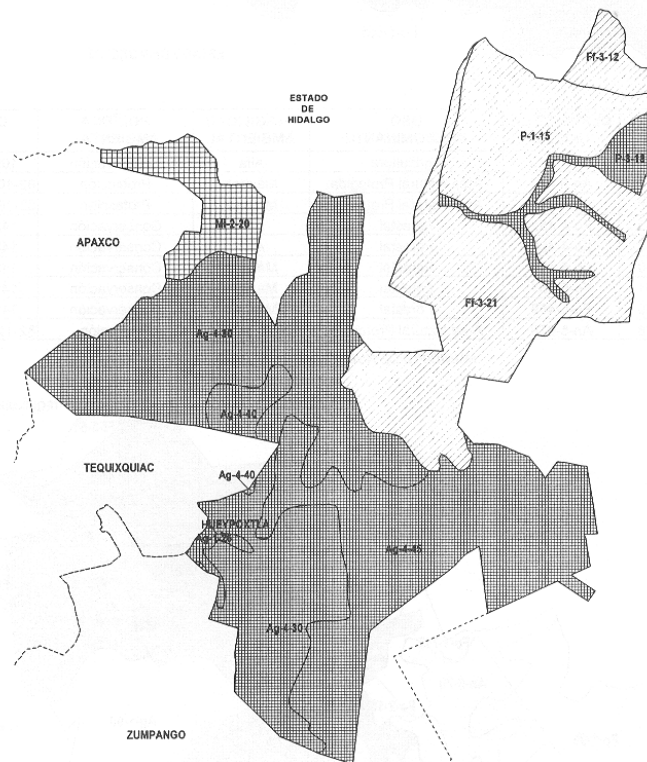 Ff-3-12
ESTADO
DE
HIDALGO
P-1-15
MI-2-20
APAXCO
Ff-3-21
Ag-4-30
Ag-4-40
TEQUIXQUIAC
Ag-4-40
HUEYPOXTLA
Ag-4-45
Ag-4-30
ZUMPANGO